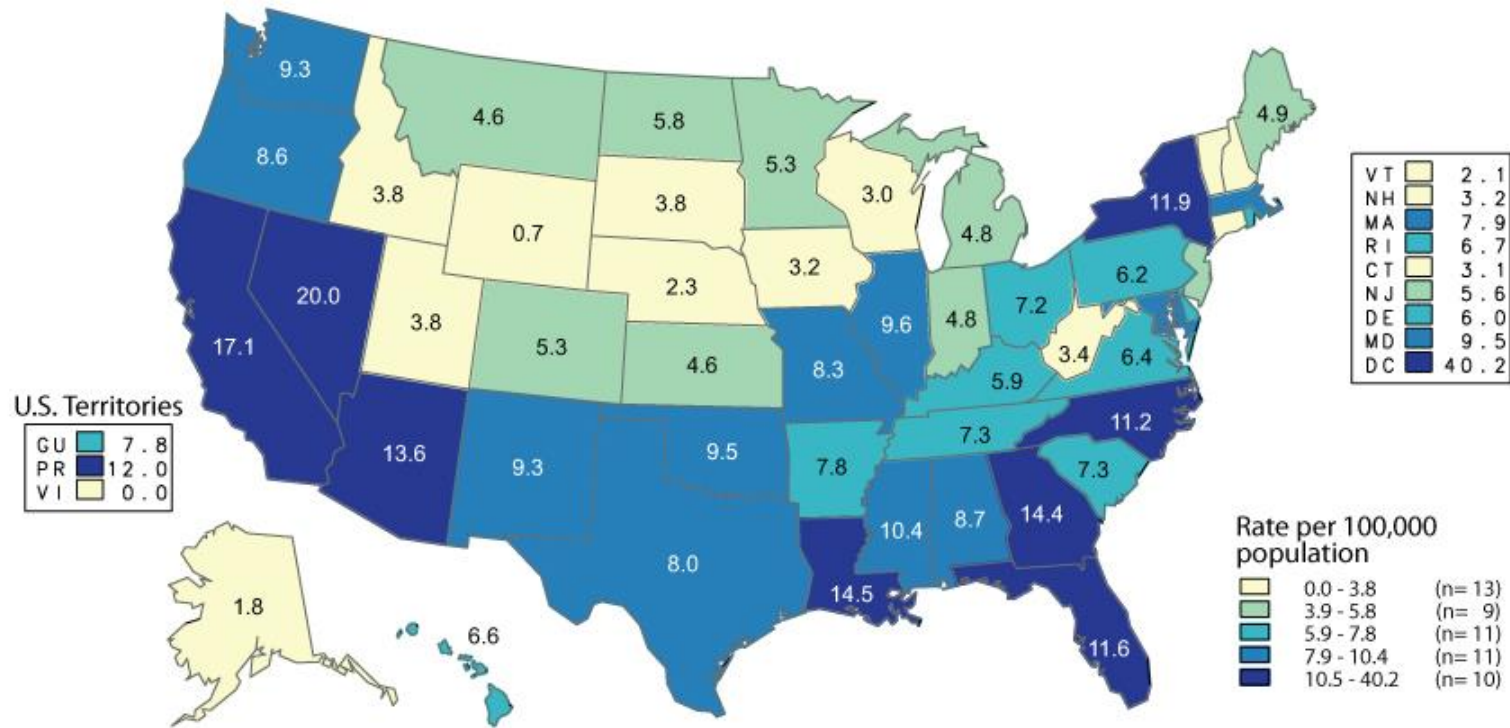 9.3
4.6
5.8
4.9
5.3
8.6
3.8
3.8
3.0
11.9
VT 2.1
NH 3.2
MA 7.9
RI 6.7
CT 3.1
NJ 5.6
DE 6.0
MD 9.5
DC 40.2
0.7
4.8
3.2
2.3
6.2
20.0
3.8
7.2
9.6
4.8
17.1
5.3
4.6
8.3
3.4
6.4
5.9
U.S. Territories
GU 7.8
PR 12.0
VI 0.0
13.6
9.3
9.5
7.8
7.3
11.2
7.3
10.4
8.7
14.4
8.0
14.5
11.6
1.8
6.6
Rate per 100,000
population
0.0 - 3.8 (n= 13)
3.9 - 5.8 (n= 9)
5.9 - 7.8 (n= 11)
7.9 - 10.4 (n= 11)
10.5 - 40.2 (n= 10)